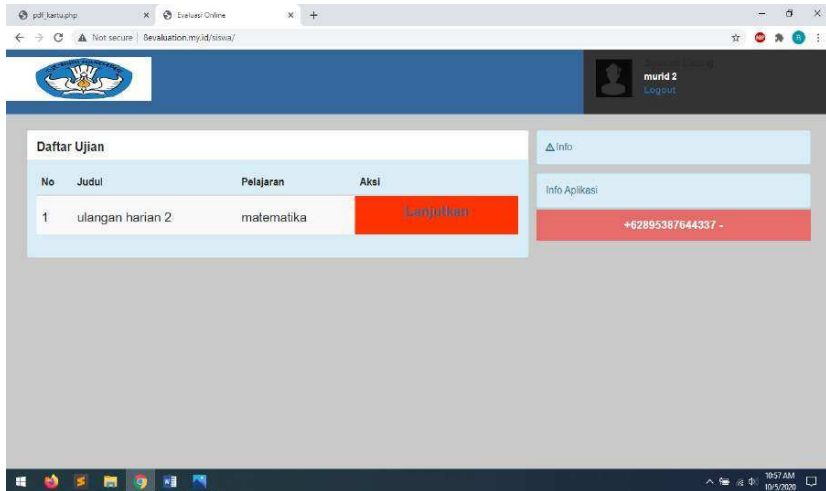 pdf_kartu.php
Evaluasi Online
Not secure
8evaluation.my.id/siswa/
murid 2
Logout
Daftar Ujian
No Judul Pelajaran Aksi
1 ulangan harian 2 matematika Lanjutkan
Info
Info Aplikasi
+62895387644337 -
10:57 AM
10/5/2020